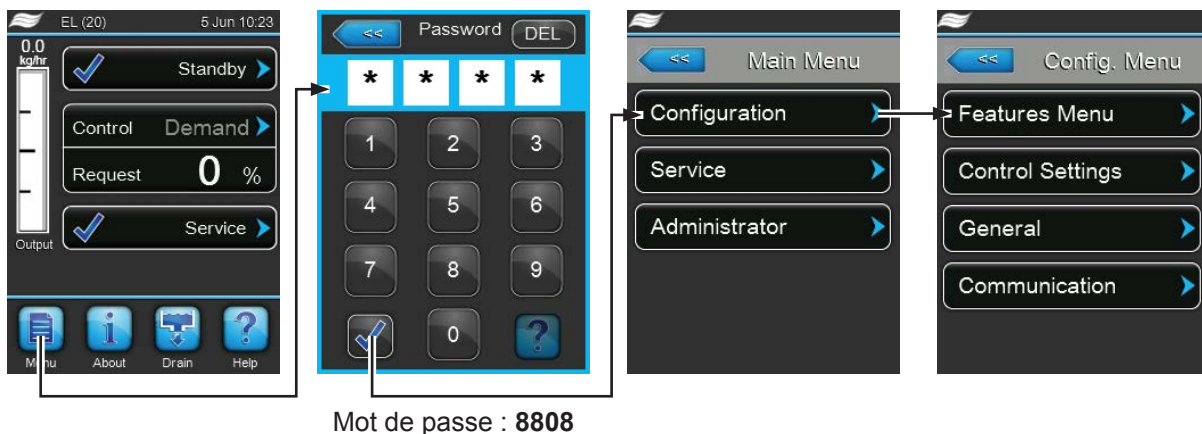 EL (20) 5 Jun 10:23
0.0
kg/hr
Standby
Control Demand
Request 0 %
Service
Output
Menu About Drain Help
<< Password DEL
* * * *
1 2 3
4 5 6
7 8 9
0 ?
Mot de passe : 8808
<< Main Menu
Configuration
Service
Administrator
<< Config. Menu
Features Menu
Control Settings
General
Communication